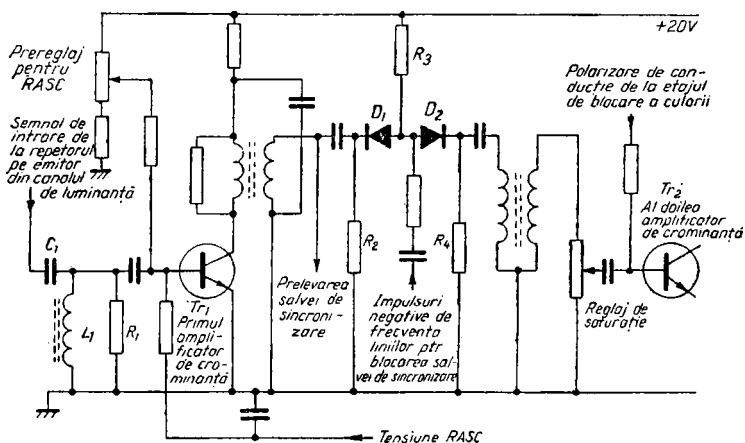 +20V
Prereglaj
pentru
RASC
Semnal de
intrare de
la repetorul
pe emitor
din canalul
de luminanță
R3
Polarizare de con-
ducție de la etajul
de blocare a culorii
D1
D2
Tr2
Al doilea
amplificator
de crominanță
C1
L1
R1
Tr1
Primul
ampli-
ficator
de cro-
minanță
Prelevarea
salvei de
sincroni-
zare
R2
R4
Impulsuri
negative de
frecvența
liniilor ptr
blocarea sal-
vei de sincronizare
Reglaj de
saturație
Tensiune RASC